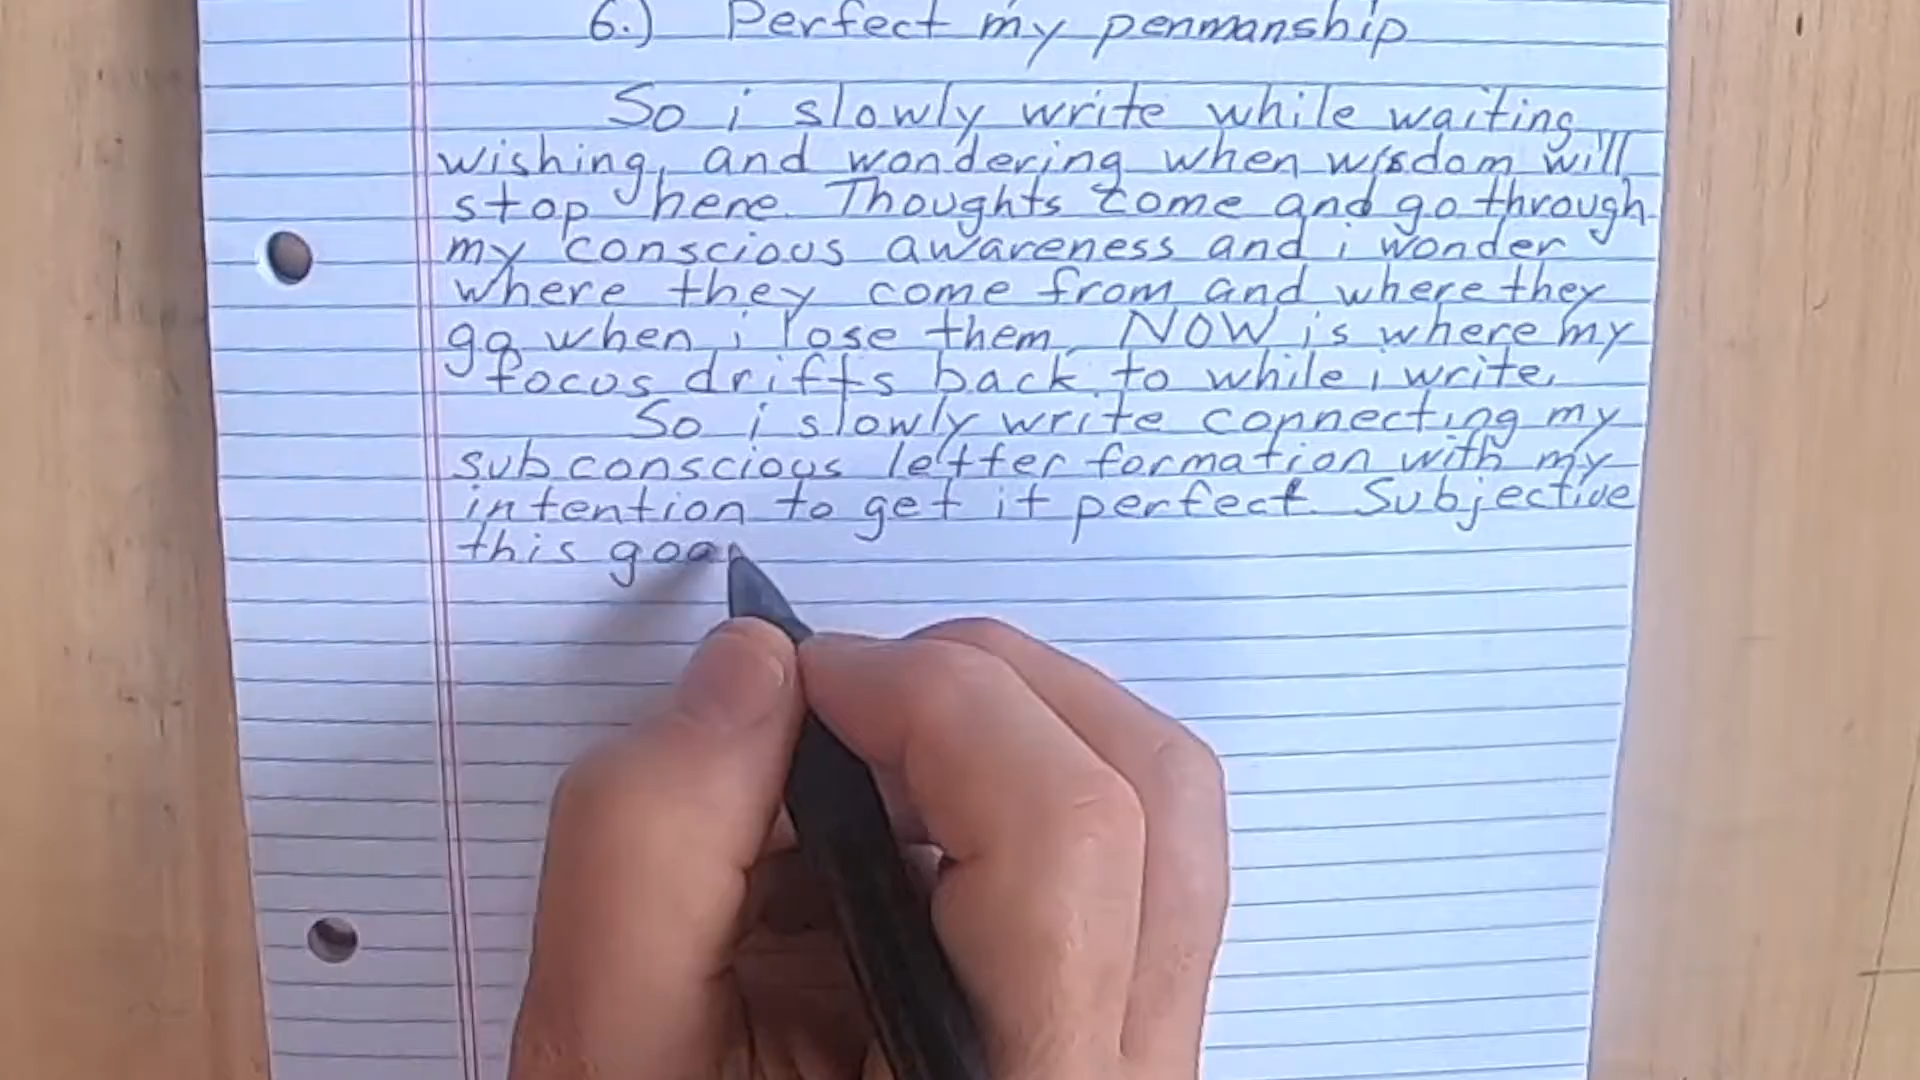 6.) Perfect my penmanship
So i slowly write while waiting
wishing, and wondering when wisdom will
stop here. Thoughts come and go through
my conscious awareness and i wonder
where they come from and where they
go when i lose them. NOW is where my
focus drifts back to while i write.
So i slowly write connecting my
subconscious letter formation with my
intention to get it perfect. Subjective
this goa